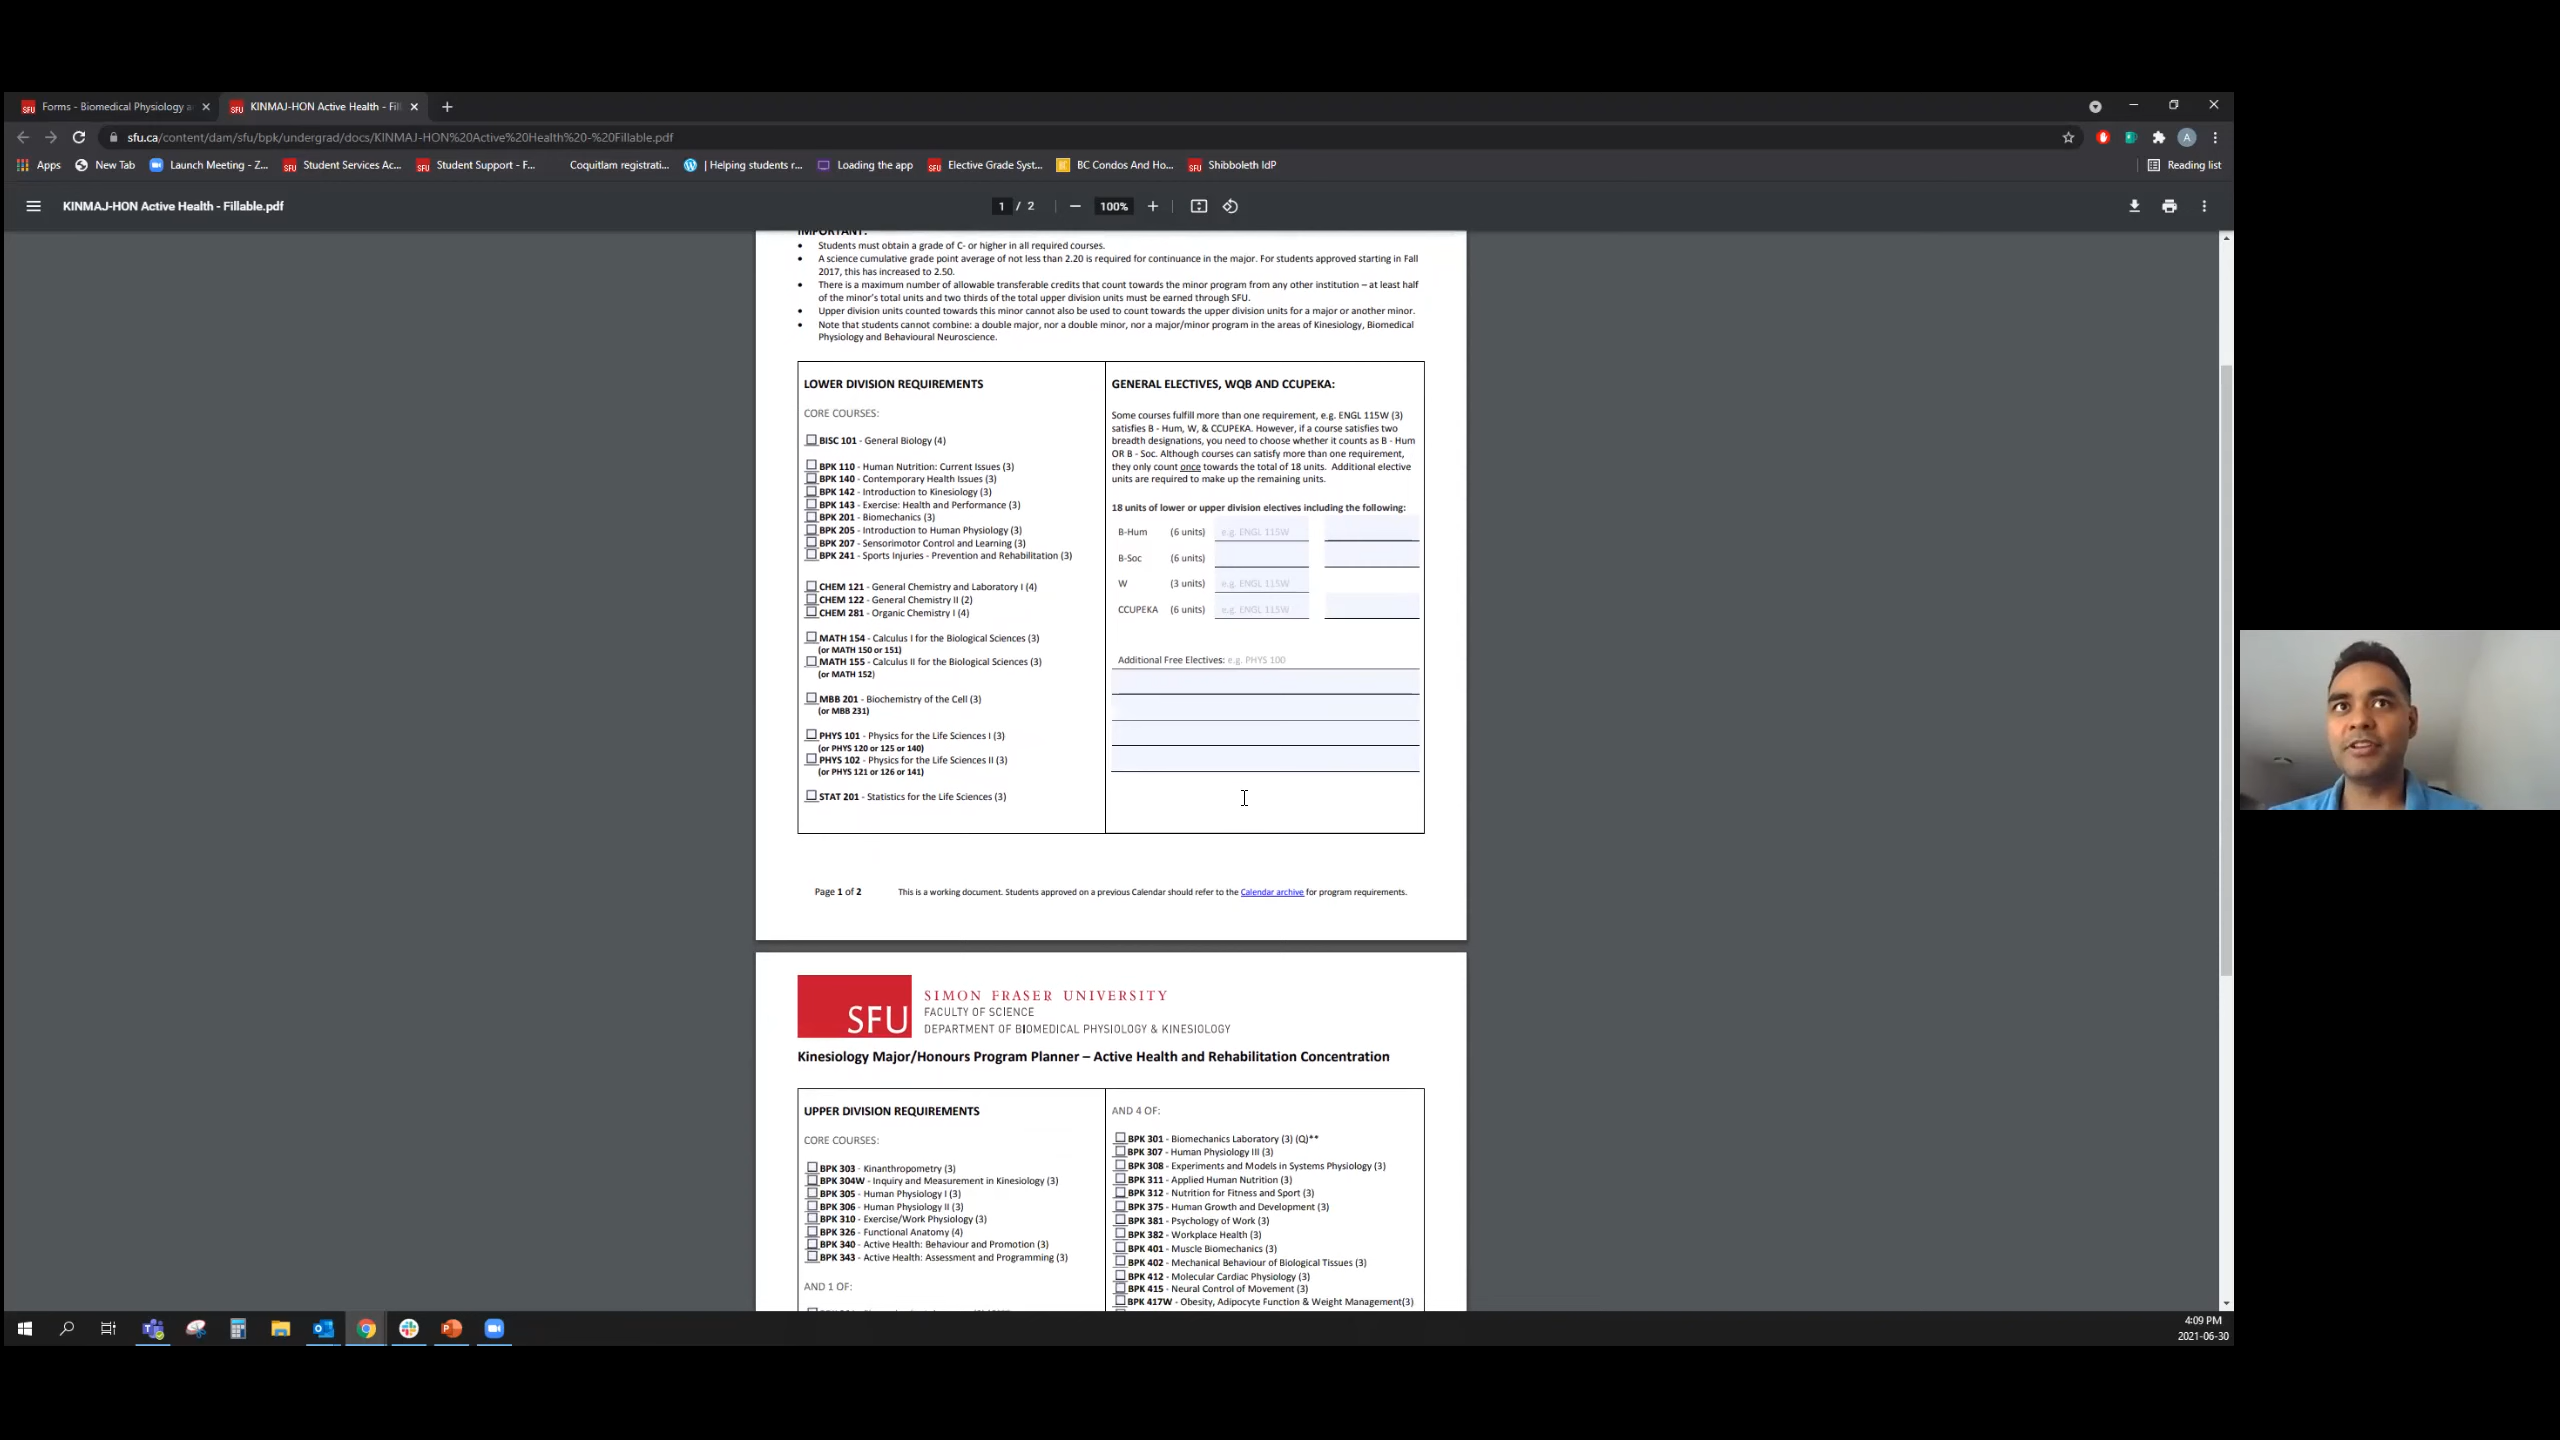 Forms - Biomedical Physiology a
KINMAJ-HON Active Health - Fil
sfu.ca/content/dam/sfu/bpk/undergrad/docs/KINMAJ-HON%20Active%20Health%20-%20Fillable.pdf
A
Apps
New Tab
Launch Meeting - Z...
Student Services Ac...
Student Support - F...
Coquitlam registrati...
| Helping students r...
Loading the app
Elective Grade Syst...
BC Condos And Ho...
Shibboleth IdP
Reading list
KINMAJ-HON Active Health - Fillable.pdf
1 / 2
100%
IMPORTANT:
• Students must obtain a grade of C- or higher in all required courses.
• A science cumulative grade point average of not less than 2.20 is required for continuance in the major. For students approved starting in Fall
2017, this has increased to 2.50.
• There is a maximum number of allowable transferable credits that count towards the minor program from any other institution – at least half
of the minor's total units and two thirds of the total upper division units must be earned through SFU.
• Upper division units counted towards this minor cannot also be used to count towards the upper division units for a major or another minor.
• Note that students cannot combine: a double major, nor a double minor, nor a major/minor program in the areas of Kinesiology, Biomedical
Physiology and Behavioural Neuroscience.
LOWER DIVISION REQUIREMENTS
CORE COURSES:
BISC 101 - General Biology (4)
BPK 110 - Human Nutrition: Current Issues (3)
BPK 140 - Contemporary Health Issues (3)
BPK 142 - Introduction to Kinesiology (3)
BPK 143 - Exercise: Health and Performance (3)
BPK 201 - Biomechanics (3)
BPK 205 - Introduction to Human Physiology (3)
BPK 207 - Sensorimotor Control and Learning (3)
BPK 241 - Sports Injuries - Prevention and Rehabilitation (3)
CHEM 121 - General Chemistry and Laboratory I (4)
CHEM 122 - General Chemistry II (2)
CHEM 281 - Organic Chemistry I (4)
MATH 154 - Calculus I for the Biological Sciences (3)
(or MATH 150 or 151)
MATH 155 - Calculus II for the Biological Sciences (3)
(or MATH 152)
MBB 201 - Biochemistry of the Cell (3)
(or MBB 231)
PHYS 101 - Physics for the Life Sciences I (3)
(or PHYS 120 or 125 or 140)
PHYS 102 - Physics for the Life Sciences II (3)
(or PHYS 121 or 126 or 141)
STAT 201 - Statistics for the Life Sciences (3)
GENERAL ELECTIVES, WQB AND CCUPEKA:
Some courses fulfill more than one requirement, e.g. ENGL 115W (3)
satisfies B - Hum, W, & CCUPEKA. However, if a course satisfies two
breadth designations, you need to choose whether it counts as B - Hum
OR B - Soc. Although courses can satisfy more than one requirement,
they only count once towards the total of 18 units. Additional elective
units are required to make up the remaining units.
18 units of lower or upper division electives including the following:
B-Hum (6 units) e.g. ENGL 115W
B-Soc (6 units)
W (3 units) e.g. ENGL 115W
CCUPEKA (6 units) e.g. ENGL 115W
Additional Free Electives: e.g. PHYS 100
Page 1 of 2 This is a working document. Students approved on a previous Calendar should refer to the Calendar archive for program requirements.
SFU
SIMON FRASER UNIVERSITY
FACULTY OF SCIENCE
DEPARTMENT OF BIOMEDICAL PHYSIOLOGY & KINESIOLOGY
Kinesiology Major/Honours Program Planner – Active Health and Rehabilitation Concentration
UPPER DIVISION REQUIREMENTS
CORE COURSES:
BPK 303 - Kinanthropometry (3)
BPK 304W - Inquiry and Measurement in Kinesiology (3)
BPK 305 - Human Physiology I (3)
BPK 306 - Human Physiology II (3)
BPK 310 - Exercise/Work Physiology (3)
BPK 326 - Functional Anatomy (4)
BPK 340 - Active Health: Behaviour and Promotion (3)
BPK 343 - Active Health: Assessment and Programming (3)
AND 1 OF:
AND 4 OF:
BPK 301 - Biomechanics Laboratory (3) (Q)**
BPK 307 - Human Physiology III (3)
BPK 308 - Experiments and Models in Systems Physiology (3)
BPK 311 - Applied Human Nutrition (3)
BPK 312 - Nutrition for Fitness and Sport (3)
BPK 375 - Human Growth and Development (3)
BPK 381 - Psychology of Work (3)
BPK 382 - Workplace Health (3)
BPK 401 - Muscle Biomechanics (3)
BPK 402 - Mechanical Behaviour of Biological Tissues (3)
BPK 412 - Molecular Cardiac Physiology (3)
BPK 415 - Neural Control of Movement (3)
BPK 417W - Obesity, Adipocyte Function & Weight Management(3)
4:09 PM
2021-06-30